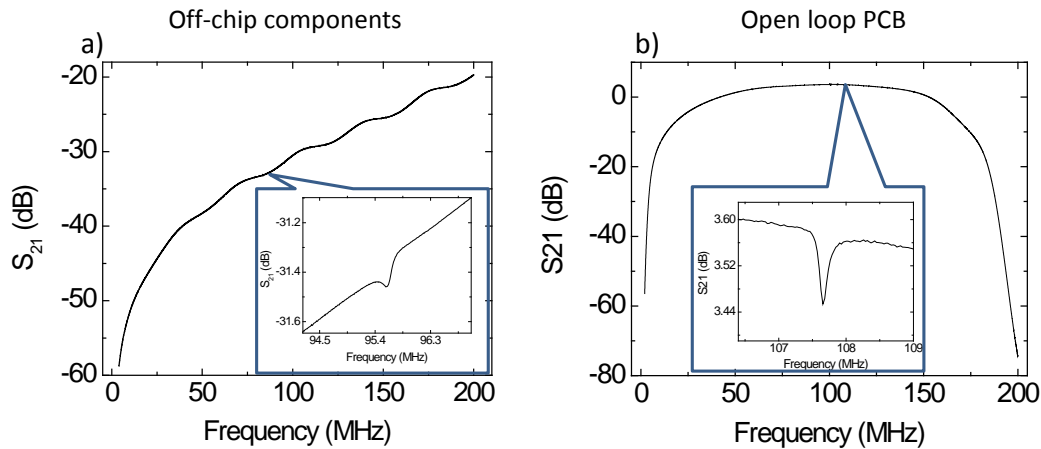 Off-chip components
Open loop PCB
a)
b)
-20
-30
-40
-50
-60
S21 (dB)
0 50 100 150 200
Frequency (MHz)
-31.2
-31.4
-31.6
S21 (dB)
94.5 95.4 96.3
Frequency (MHz)
0
-20
-40
-60
-80
S21 (dB)
0 50 100 150 200
Frequency (MHz)
3.60
3.52
3.44
S21 (dB)
107 108 109
Frequency (MHz)